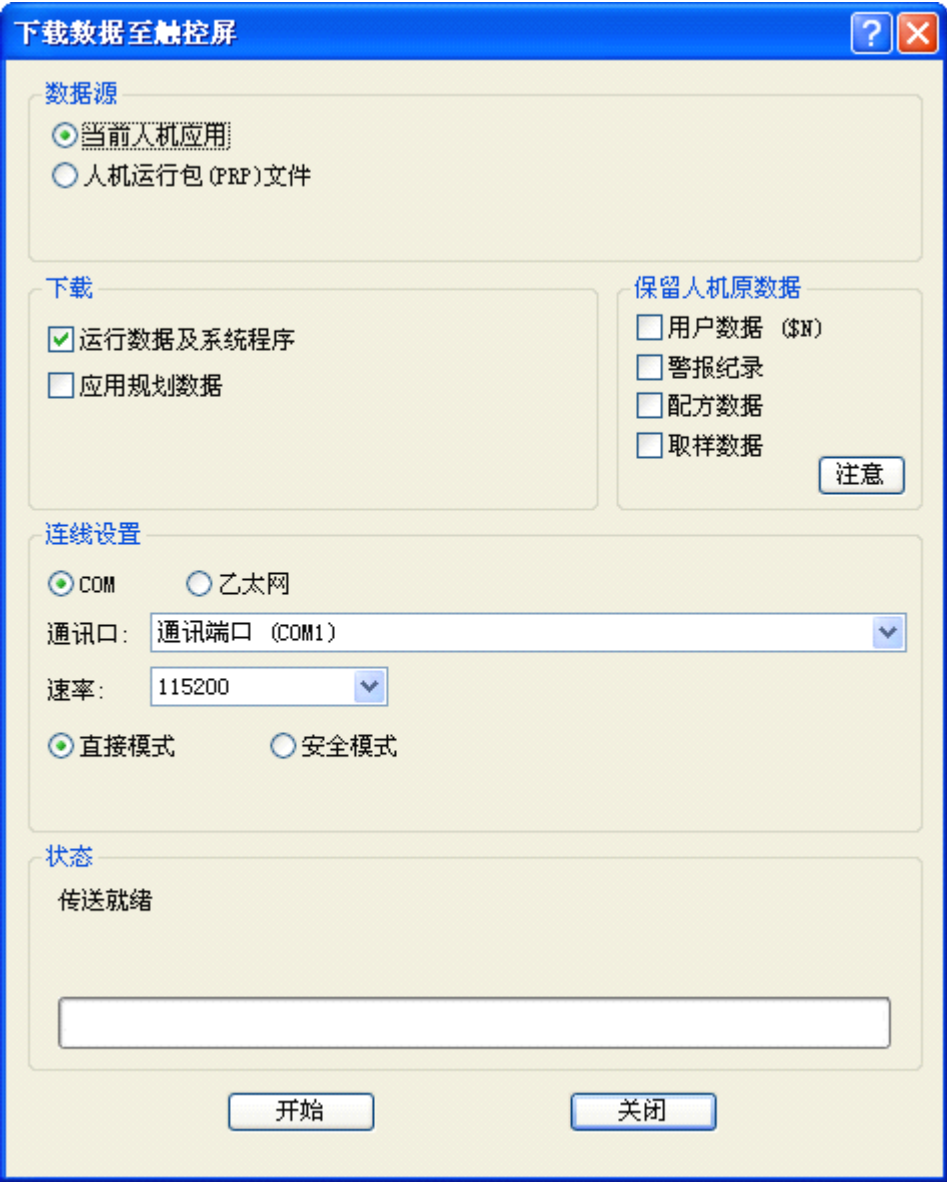 下载数据至触控屏
数据源
当前人机应用
人机运行包(PRP)文件
下载
运行数据及系统程序
应用规划数据
保留人机原数据
用户数据 ($N)
警报纪录
配方数据
取样数据
注意
连线设置
COM 乙太网
通讯口: 通讯端口 (COM1)
速率: 115200
直接模式 安全模式
状态
传送就绪
开始 关闭